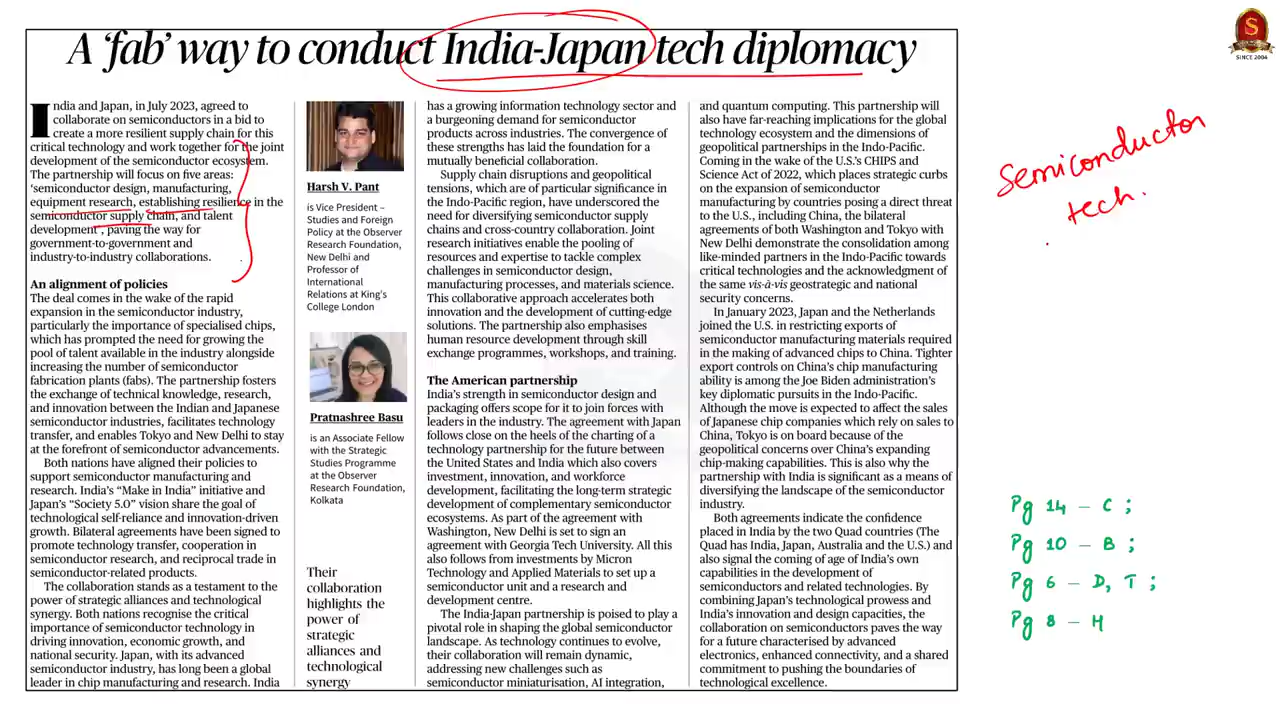 A ‘fab’ way to conduct India-Japan tech diplomacy
India and Japan, in July 2023, agreed to
collaborate on semiconductors in a bid to
create a more resilient supply chain for this
critical technology and work together for the joint
development of the semiconductor ecosystem.
The partnership will focus on five areas:
‘semiconductor design, manufacturing,
equipment research, establishing resilience in the
semiconductor supply chain, and talent
development’, paving the way for
government-to-government and
industry-to-industry collaborations.
An alignment of policies
The deal comes in the wake of the rapid
expansion in the semiconductor industry,
particularly the importance of specialised chips,
which has prompted the need for growing the
pool of talent available in the industry alongside
increasing the number of semiconductor
fabrication plants (fabs). The partnership fosters
the exchange of technical knowledge, research,
and innovation between the Indian and Japanese
semiconductor industries, facilitates technology
transfer, and enables Tokyo and New Delhi to stay
at the forefront of semiconductor advancements.
Both nations have aligned their policies to
support semiconductor manufacturing and
research. India’s “Make in India” initiative and
Japan’s “Society 5.0” vision share the goal of
technological self-reliance and innovation-driven
growth. Bilateral agreements have been signed to
promote technology transfer, cooperation in
semiconductor research, and reciprocal trade in
semiconductor-related products.
The collaboration stands as a testament to the
power of strategic alliances and technological
synergy. Both nations recognise the critical
importance of semiconductor technology in
driving innovation, economic growth, and
national security. Japan, with its advanced
semiconductor industry, has long been a global
leader in chip manufacturing and research. India
Harsh V. Pant
is Vice President –
Studies and Foreign
Policy at the Observer
Research Foundation,
New Delhi and
Professor of
International
Relations at King's
College London
Pratnashree Basu
is an Associate Fellow
with the Strategic
Studies Programme
at the Observer
Research Foundation,
Kolkata
Their
collaboration
highlights the
power of
strategic
alliances and
technological
synergy
has a growing information technology sector and
a burgeoning demand for semiconductor
products across industries. The convergence of
these strengths has laid the foundation for a
mutually beneficial collaboration.
Supply chain disruptions and geopolitical
tensions, which are of particular significance in
the Indo-Pacific region, have underscored the
need for diversifying semiconductor supply
chains and cross-country collaboration. Joint
research initiatives enable the pooling of
resources and expertise to tackle complex
challenges in semiconductor design,
manufacturing processes, and materials science.
This collaborative approach accelerates both
innovation and the development of cutting-edge
solutions. The partnership also emphasises
human resource development through skill
exchange programmes, workshops, and training.
The American partnership
India’s strength in semiconductor design and
packaging offers scope for it to join forces with
leaders in the industry. The agreement with Japan
follows close on the heels of the charting of a
technology partnership for the future between
the United States and India which also covers
investment, innovation, and workforce
development, facilitating the long-term strategic
development of complementary semiconductor
ecosystems. As part of the agreement with
Washington, New Delhi is set to sign an
agreement with Georgia Tech University. All this
also follows from investments by Micron
Technology and Applied Materials to set up a
semiconductor unit and a research and
development centre.
The India-Japan partnership is poised to play a
pivotal role in shaping the global semiconductor
landscape. As technology continues to evolve,
their collaboration will remain dynamic,
addressing new challenges such as
semiconductor miniaturisation, AI integration,
and quantum computing. This partnership will
also have far-reaching implications for the global
technology ecosystem and the dimensions of
geopolitical partnerships in the Indo-Pacific.
Coming in the wake of the U.S.’s CHIPS and
Science Act of 2022, which places strategic curbs
on the expansion of semiconductor
manufacturing by countries posing a direct threat
to the U.S., including China, the bilateral
agreements of both Washington and Tokyo with
New Delhi demonstrate the consolidation among
like-minded partners in the Indo-Pacific towards
critical technologies and the acknowledgment of
the same vis-à-vis geostrategic and national
security concerns.
In January 2023, Japan and the Netherlands
joined the U.S. in restricting exports of
semiconductor manufacturing materials required
in the making of advanced chips to China. Tighter
export controls on China’s chip manufacturing
ability is among the Joe Biden administration’s
key diplomatic pursuits in the Indo-Pacific.
Although the move is expected to affect the sales
of Japanese chip companies which rely on sales to
China, Tokyo is on board because of the
geopolitical concerns over China’s expanding
chip-making capabilities. This is also why the
partnership with India is significant as a means of
diversifying the landscape of the semiconductor
industry.
Both agreements indicate the confidence
placed in India by the two Quad countries (The
Quad has India, Japan, Australia and the U.S.) and
also signal the coming of age of India’s own
capabilities in the development of
semiconductors and related technologies. By
combining Japan’s technological prowess and
India’s innovation and design capacities, the
collaboration on semiconductors paves the way
for a future characterised by advanced
electronics, enhanced connectivity, and a shared
commitment to pushing the boundaries of
technological excellence.
S
SINCE 2004
Semiconductor
tech.
Pg 14 – C ;
Pg 10 – B ;
Pg 6 – D, T ;
Pg 8 – H